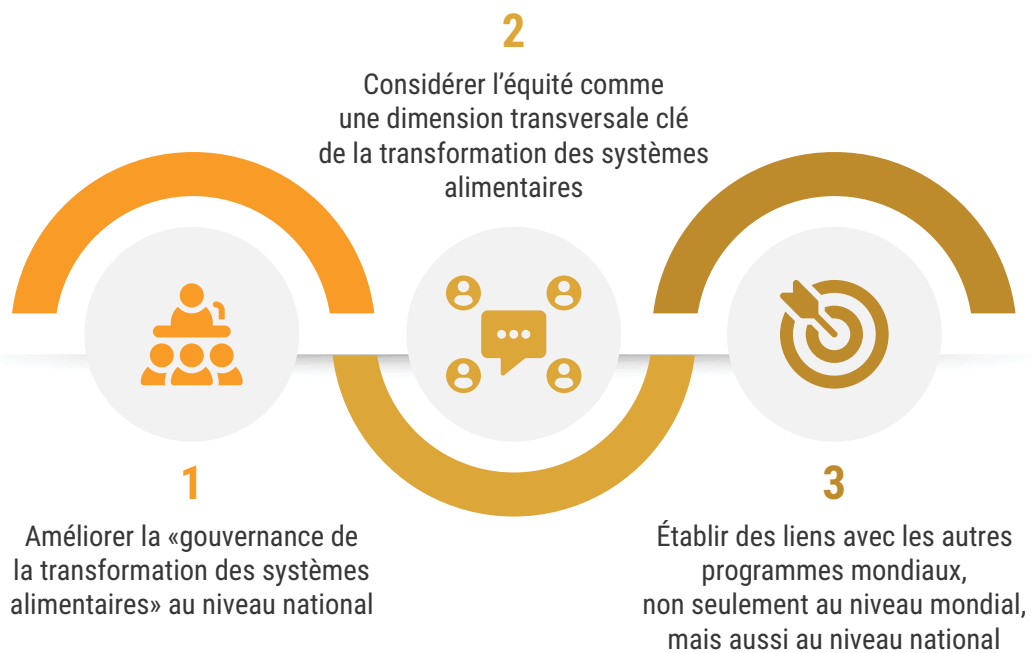 1
Améliorer la «gouvernance de
la transformation des systèmes
alimentaires» au niveau national
2
Considérer l'équité comme
une dimension transversale clé
de la transformation des systèmes
alimentaires
3
Établir des liens avec les autres
programmes mondiaux,
non seulement au niveau mondial,
mais aussi au niveau national